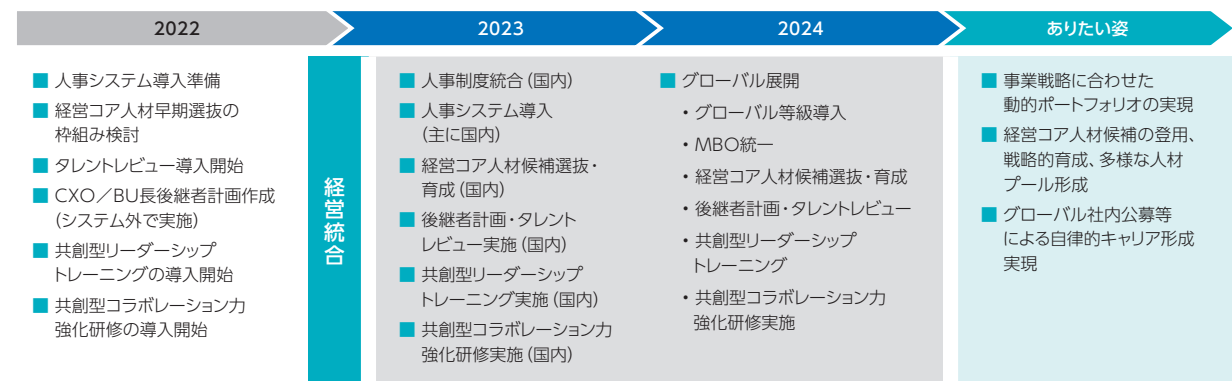 2022
2023
2024
ありたい姿
■ 人事システム導入準備
■ 経営コア人材早期選抜の
枠組み検討
■ タレントレビュー導入開始
■ CXO／BU長後継者計画作成
(システム外で実施)
■ 共創型リーダーシップ
トレーニングの導入開始
■ 共創型コラボレーション力
強化研修の導入開始
経営統合
■ 人事制度統合(国内)
■ 人事システム導入
(主に国内)
■ 経営コア人材候補選抜・
育成(国内)
■ 後継者計画・タレント
レビュー実施(国内)
■ 共創型リーダーシップ
トレーニング実施(国内)
■ 共創型コラボレーション力
強化研修実施(国内)
■ グローバル展開
・グローバル等級導入
・MBO統一
・経営コア人材候補選抜・育成
・後継者計画・タレントレビュー
・共創型リーダーシップ
トレーニング
・共創型コラボレーション力
強化研修実施
■ 事業戦略に合わせた
動的ポートフォリオの実現
■ 経営コア人材候補の登用、
戦略的育成、多様な人材
プール形成
■ グローバル社内公募等
による自律的キャリア形成
実現